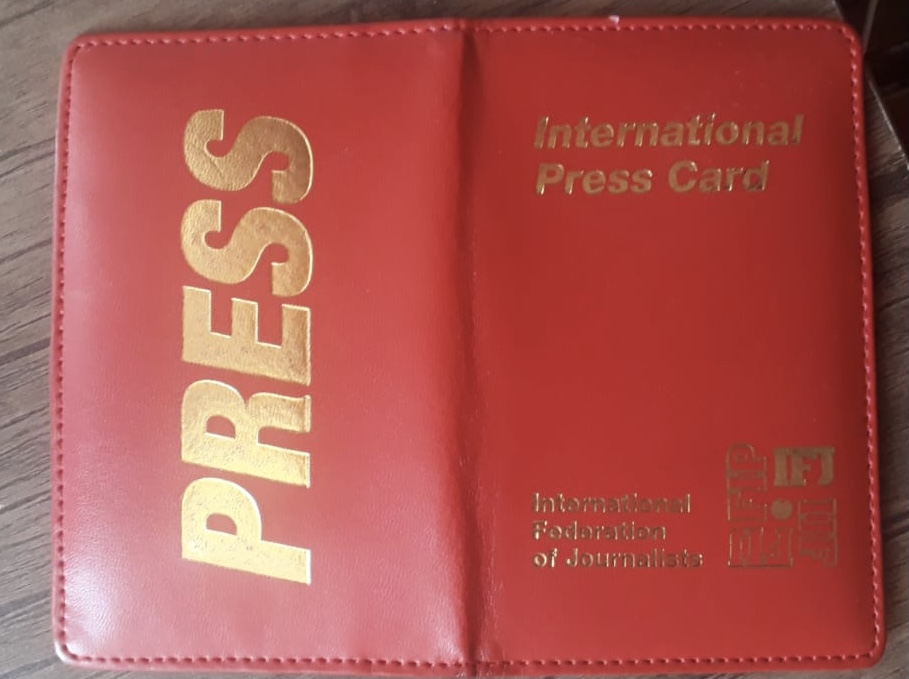 PRESS
International
Press Card
International
Federation
of Journalists
FIP
IFJ